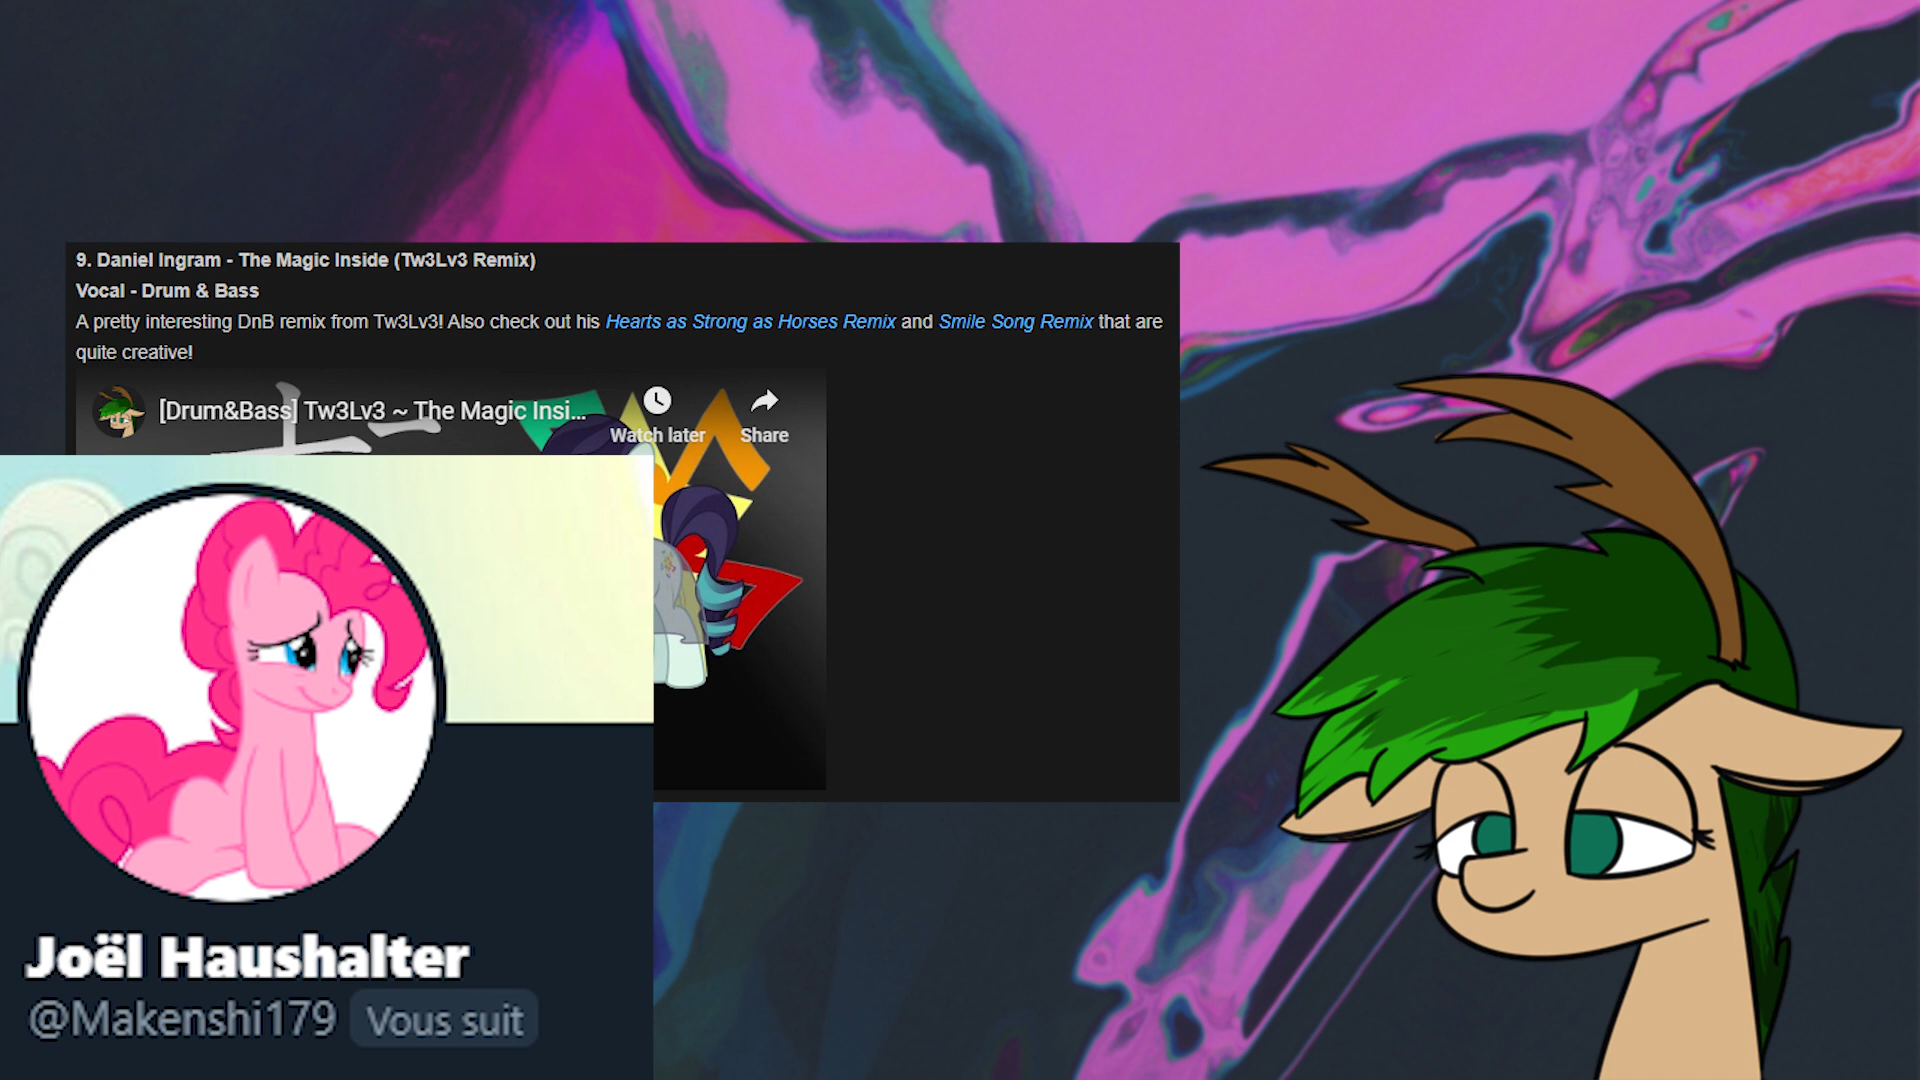 9. Daniel Ingram - The Magic Inside (Tw3Lv3 Remix)
Vocal - Drum & Bass
A pretty interesting DnB remix from Tw3Lv3! Also check out his Hearts as Strong as Horses Remix and Smile Song Remix that are
quite creative!
[Drum&Bass] Tw3Lv3 ~ The Magic Insi...
Watch later
Share
Joël Haushalter
@Makenshi179 Vous suit